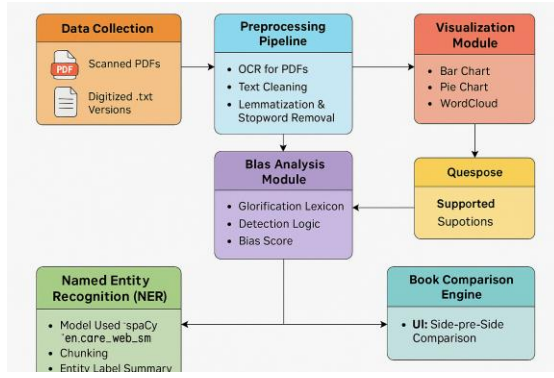 Data Collection
PDF
Scanned PDFs
Digitized .txt
Versions
Preprocessing
Pipeline
• OCR for PDFs
• Text Cleaning
• Lemmatization &
Stopword Removal
Visualization
Module
• Bar Chart
• Pie Chart
• WordCloud
Blas Analysis
Module
• Glorification Lexicon
• Detection Logic
• Bias Score
Quespose
Supported
Supotions
Named Entity
Recognition (NER)
• Model Used ·spaCy
'en.care_web_sm
• Chunking
• Entity Label Summary
Book Comparison
Engine
• UI: Side-pre-Side
Comparison